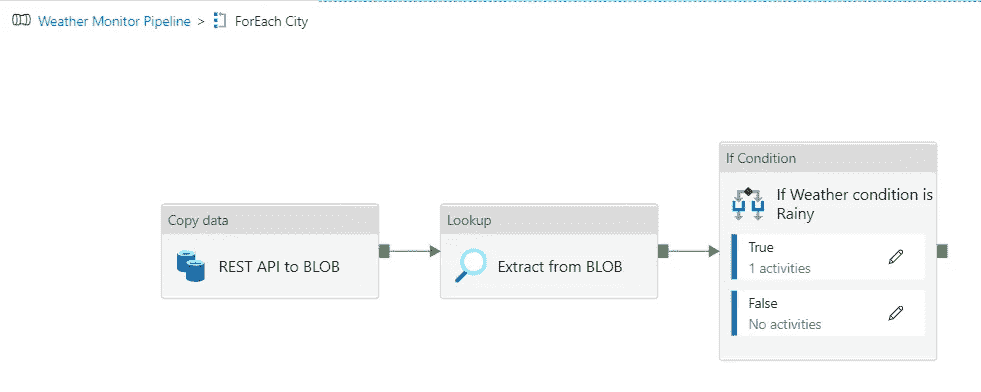 Weather Monitor Pipeline > ForEach City
Copy data
REST API to BLOB
Lookup
Extract from BLOB
If Condition
If Weather condition is
Rainy
True
1 activities
False
No activities